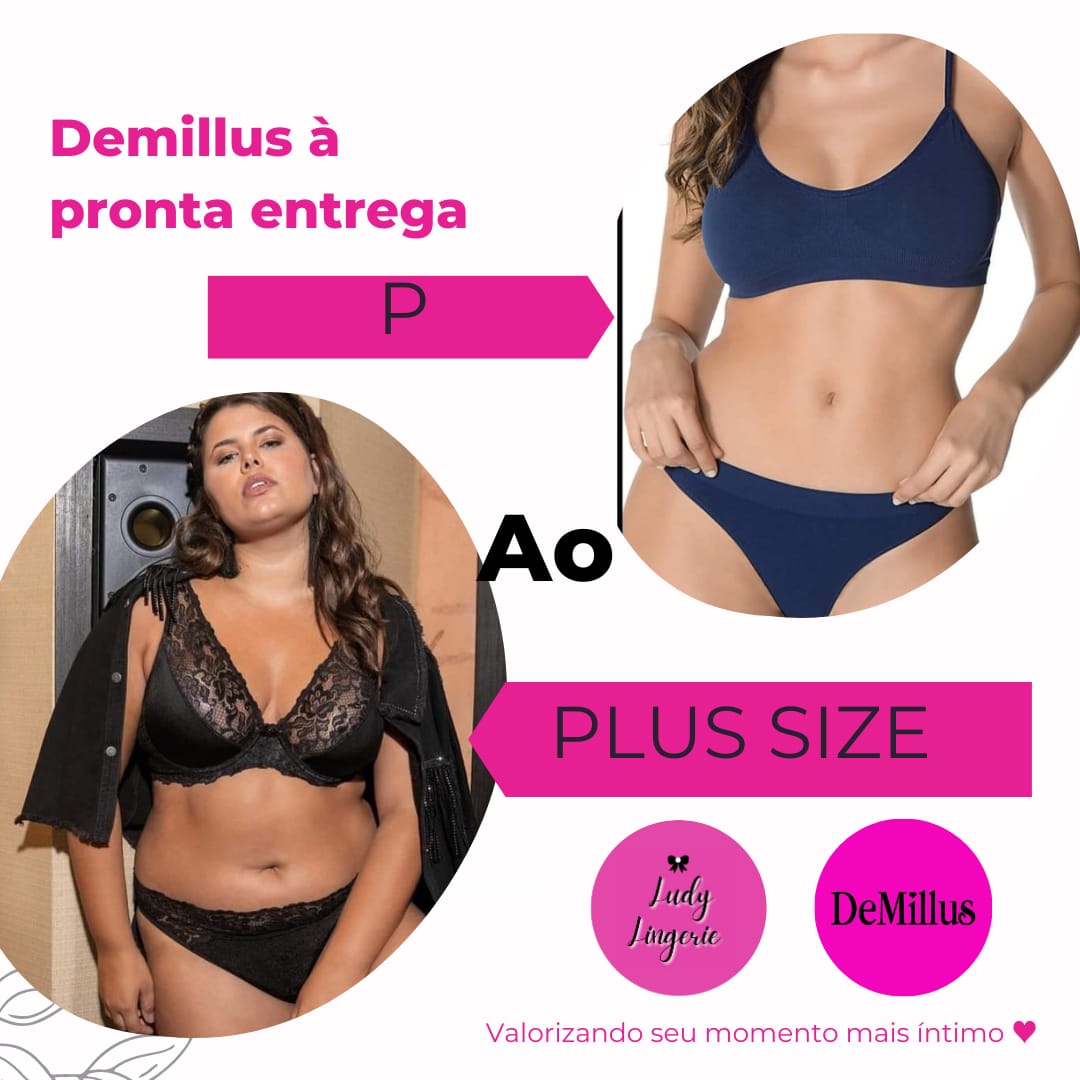 Demillus à
pronta entrega
P
Ao
PLUS SIZE
Ludy
Lingerie
DeMillus
Valorizando seu momento mais íntimo ♥